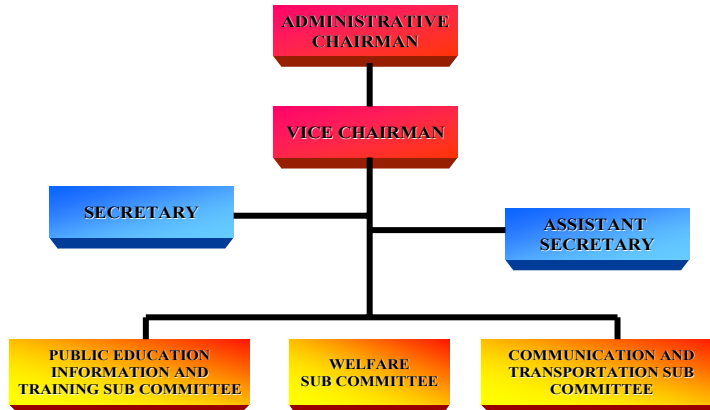 ADMINISTRATIVE
CHAIRMAN
VICE CHAIRMAN
SECRETARY
ASSISTANT
SECRETARY
PUBLIC EDUCATION
INFORMATION AND
TRAINING SUB COMMITTEE
WELFARE
SUB COMMITTEE
COMMUNICATION AND
TRANSPORTATION SUB
COMMITTEE